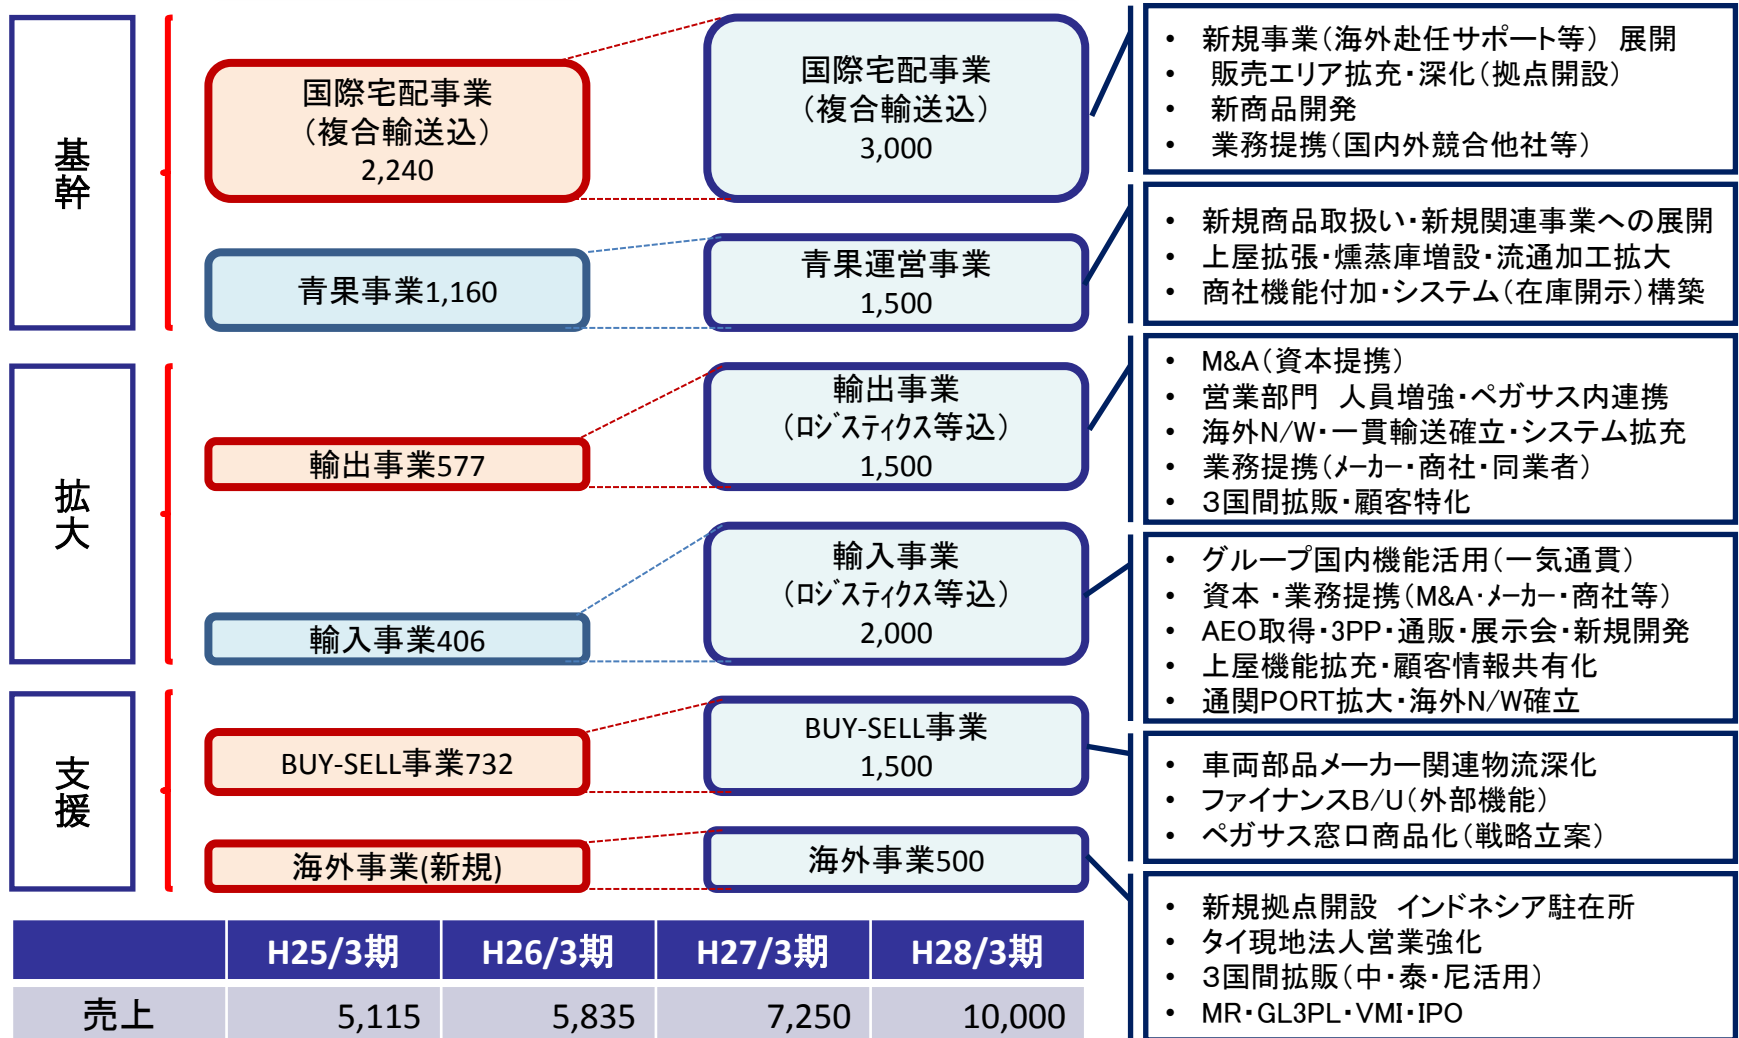 基幹
国際宅配事業
（複合輸送込）
2,240
国際宅配事業
（複合輸送込）
3,000
• 新規事業（海外赴任サポート等） 展開
• 販売エリア拡充・深化（拠点開設）
• 新商品開発
• 業務提携（国内外競合他社等）
青果事業1,160
青果運営事業
1,500
• 新規商品取扱い・新規関連事業への展開
• 上屋拡張・燻蒸庫増設・流通加工拡大
• 商社機能付加・システム（在庫開示）構築
拡大
輸出事業577
輸出事業
（ﾛｼﾞｽﾃｨｸｽ等込）
1,500
• M&A（資本提携）
• 営業部門 人員増強・ペガサス内連携
• 海外N/W・一貫輸送確立・システム拡充
• 業務提携（ﾒｰｶｰ・商社・同業者）
• ３国間拡販・顧客特化
輸入事業406
輸入事業
（ﾛｼﾞｽﾃｨｸｽ等込）
2,000
• グループ国内機能活用（一気通貫）
• 資本 ・業務提携（M&A･ﾒｰｶｰ・商社等）
• AEO取得・3PP・通販・展示会・新規開発
• 上屋機能拡充・顧客情報共有化
• 通関PORT拡大・海外N/W確立
支援
BUY-SELL事業732
BUY-SELL事業
1,500
• 車両部品メーカー関連物流深化
• ファイナンスB/U（外部機能）
• ペガサス窓口商品化（戦略立案）
海外事業(新規)
海外事業500
• 新規拠点開設 インドネシア駐在所
• タイ現地法人営業強化
• ３国間拡販（中・泰・尼活用）
• MR・GL3PL・VMI・IPO
H25/3期 H26/3期 H27/3期 H28/3期
売上 5,115 5,835 7,250 10,000